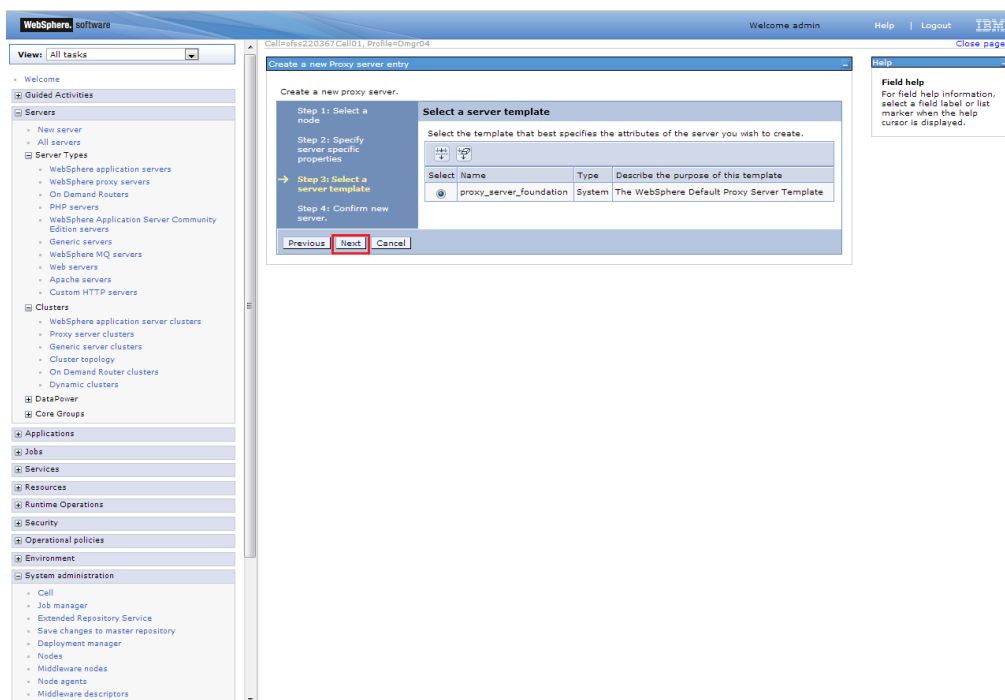 WebSphere. software
Welcome admin
Help | Logout
IBM
View: All tasks
Cell=ofss220367Cell01, Profile=Dmgr04
Close page
Welcome
Guided Activities
Servers
New server
All servers
Server Types
WebSphere application servers
WebSphere proxy servers
On Demand Routers
PHP servers
WebSphere Application Server Community
Edition servers
Generic servers
WebSphere MQ servers
Web servers
Apache servers
Custom HTTP servers
Clusters
WebSphere application server clusters
Proxy server clusters
Generic server clusters
Cluster topology
On Demand Router clusters
Dynamic clusters
DataPower
Core Groups
Applications
Jobs
Services
Resources
Runtime Operations
Security
Operational policies
Environment
System administration
Cell
Job manager
Extended Repository Service
Save changes to master repository
Deployment manager
Nodes
Middleware nodes
Node agents
Middleware descriptors
Create a new Proxy server entry
Create a new proxy server.
Step 1: Select a
node
Step 2: Specify
server specific
properties
Step 3: Select a
server template
Step 4: Confirm new
server.
Select a server template
Select the template that best specifies the attributes of the server you wish to create.
Select Name Type Describe the purpose of this template
proxy_server_foundation System The WebSphere Default Proxy Server Template
Previous Next Cancel
Help
Field help
For field help information,
select a field label or list
marker when the help
cursor is displayed.